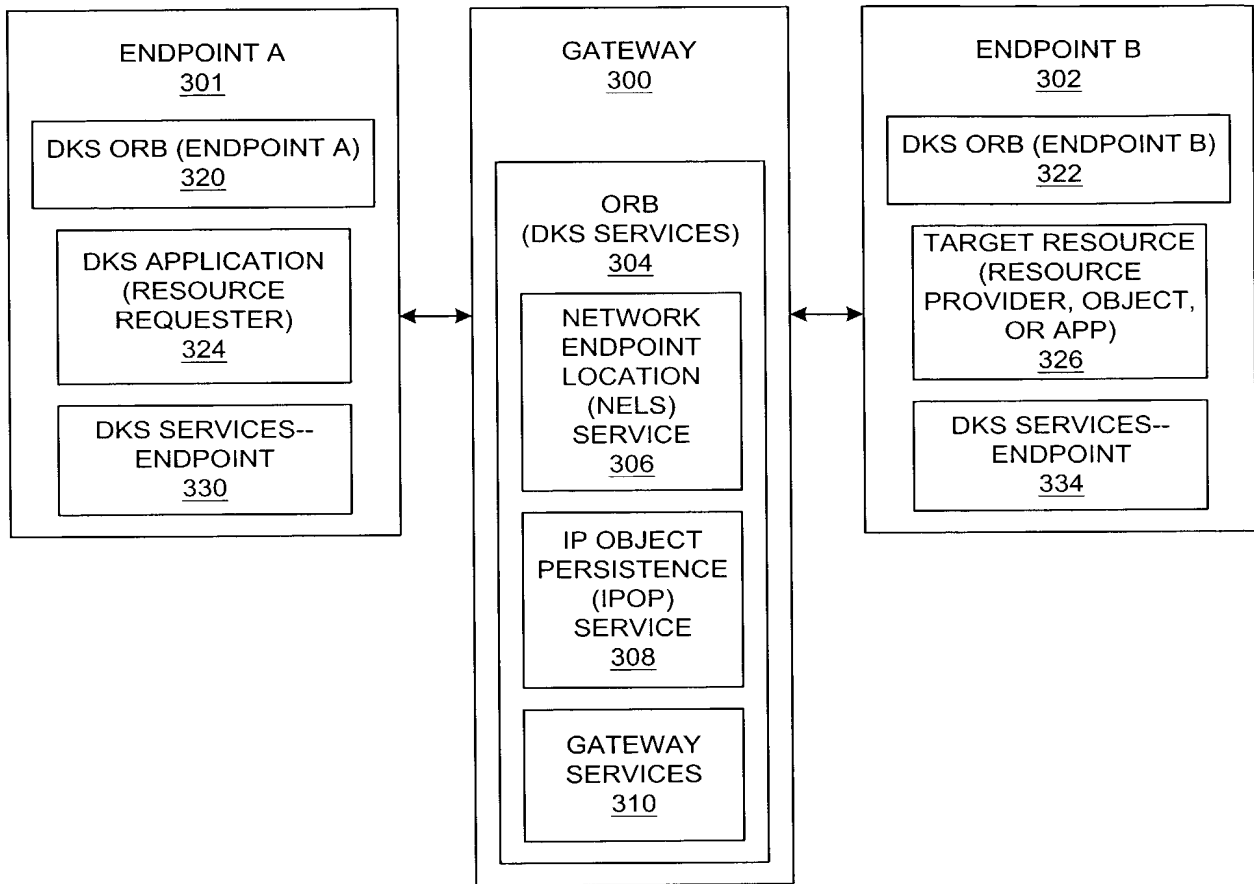 ENDPOINT A
301
DKS ORB (ENDPOINT A)
320
DKS APPLICATION
(RESOURCE
REQUESTER)
324
DKS SERVICES--
ENDPOINT
330
GATEWAY
300
ORB
(DKS SERVICES)
304
NETWORK
ENDPOINT
LOCATION
(NELS)
SERVICE
306
IP OBJECT
PERSISTENCE
(IPOP)
SERVICE
308
GATEWAY
SERVICES
310
ENDPOINT B
302
DKS ORB (ENDPOINT B)
322
TARGET RESOURCE
(RESOURCE
PROVIDER, OBJECT,
OR APP)
326
DKS SERVICES--
ENDPOINT
334